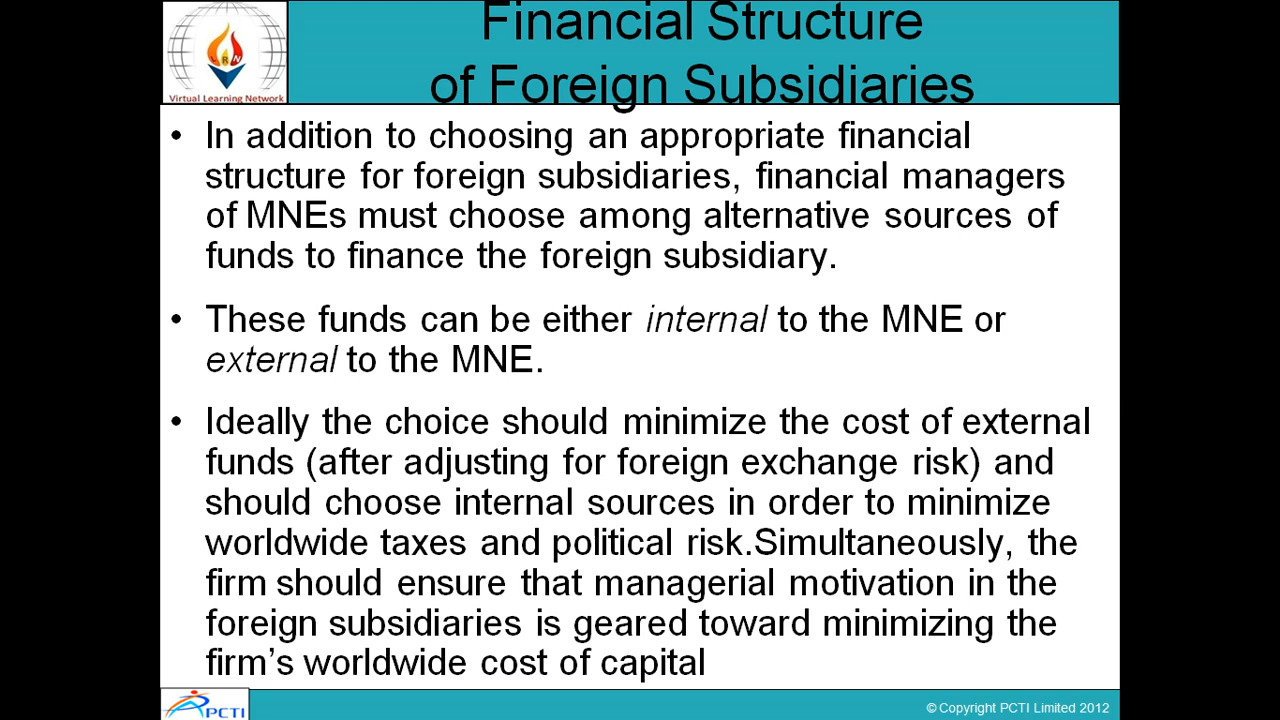 Financial Structure
of Foreign Subsidiaries
LRN
Virtual Learning Network
• In addition to choosing an appropriate financial
structure for foreign subsidiaries, financial managers
of MNEs must choose among alternative sources of
funds to finance the foreign subsidiary.
• These funds can be either internal to the MNE or
external to the MNE.
• Ideally the choice should minimize the cost of external
funds (after adjusting for foreign exchange risk) and
should choose internal sources in order to minimize
worldwide taxes and political risk.Simultaneously, the
firm should ensure that managerial motivation in the
foreign subsidiaries is geared toward minimizing the
firm’s worldwide cost of capital
PCTI
© Copyright PCTI Limited 2012